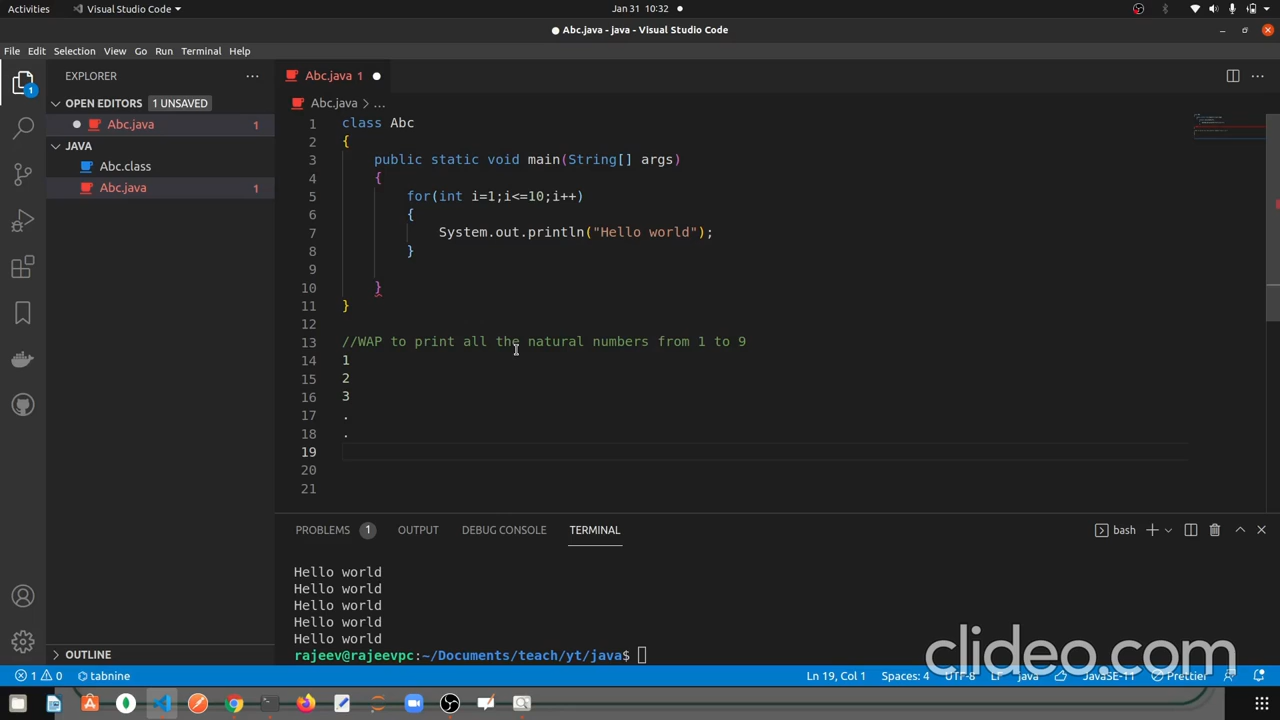 Activities
Visual Studio Code
Jan 31 10:32
Abc.java - java - Visual Studio Code
File Edit Selection View Go Run Terminal Help
EXPLORER
OPEN EDITORS 1 UNSAVED
Abc.java 1
JAVA
Abc.class
Abc.java 1
OUTLINE
1
Abc.java 1
Abc.java > ...
1 class Abc
2 {
3 public static void main(String[] args)
4 {
5 for(int i=1;i<=10;i++)
6 {
7 System.out.println("Hello world");
8 }
9
10 }
11 }
12
13 //WAP to print all the natural numbers from 1 to 9
14 1
15 2
16 3
17 .
18 .
19
20
21
PROBLEMS 1 OUTPUT DEBUG CONSOLE TERMINAL
bash
Hello world
Hello world
Hello world
Hello world
Hello world
rajeev@rajeevpc:~/Documents/teach/yt/java$
clideo.com
1 0 tabnine
Ln 19, Col 1 Spaces: 4 UTF-8 LF java JavaSE-11 Prettier